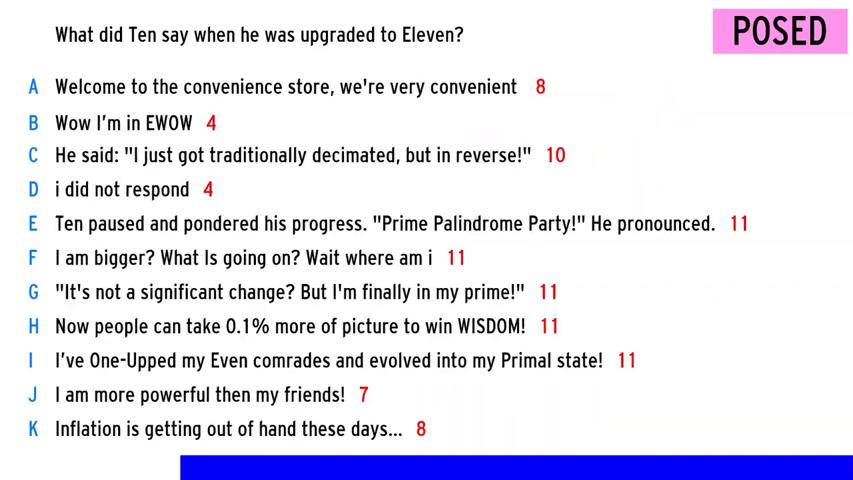 What did Ten say when he was upgraded to Eleven?
POSED
A Welcome to the convenience store, we're very convenient 8
B Wow I'm in EWOW 4
C He said: "I just got traditionally decimated, but in reverse!" 10
D i did not respond 4
E Ten paused and pondered his progress. "Prime Palindrome Party!" He pronounced. 11
F I am bigger? What Is going on? Wait where am i 11
G "It's not a significant change? But I'm finally in my prime!" 11
H Now people can take 0.1% more of picture to win WISDOM! 11
I I've One-Upped my Even comrades and evolved into my Primal state! 11
J I am more powerful then my friends! 7
K Inflation is getting out of hand these days... 8